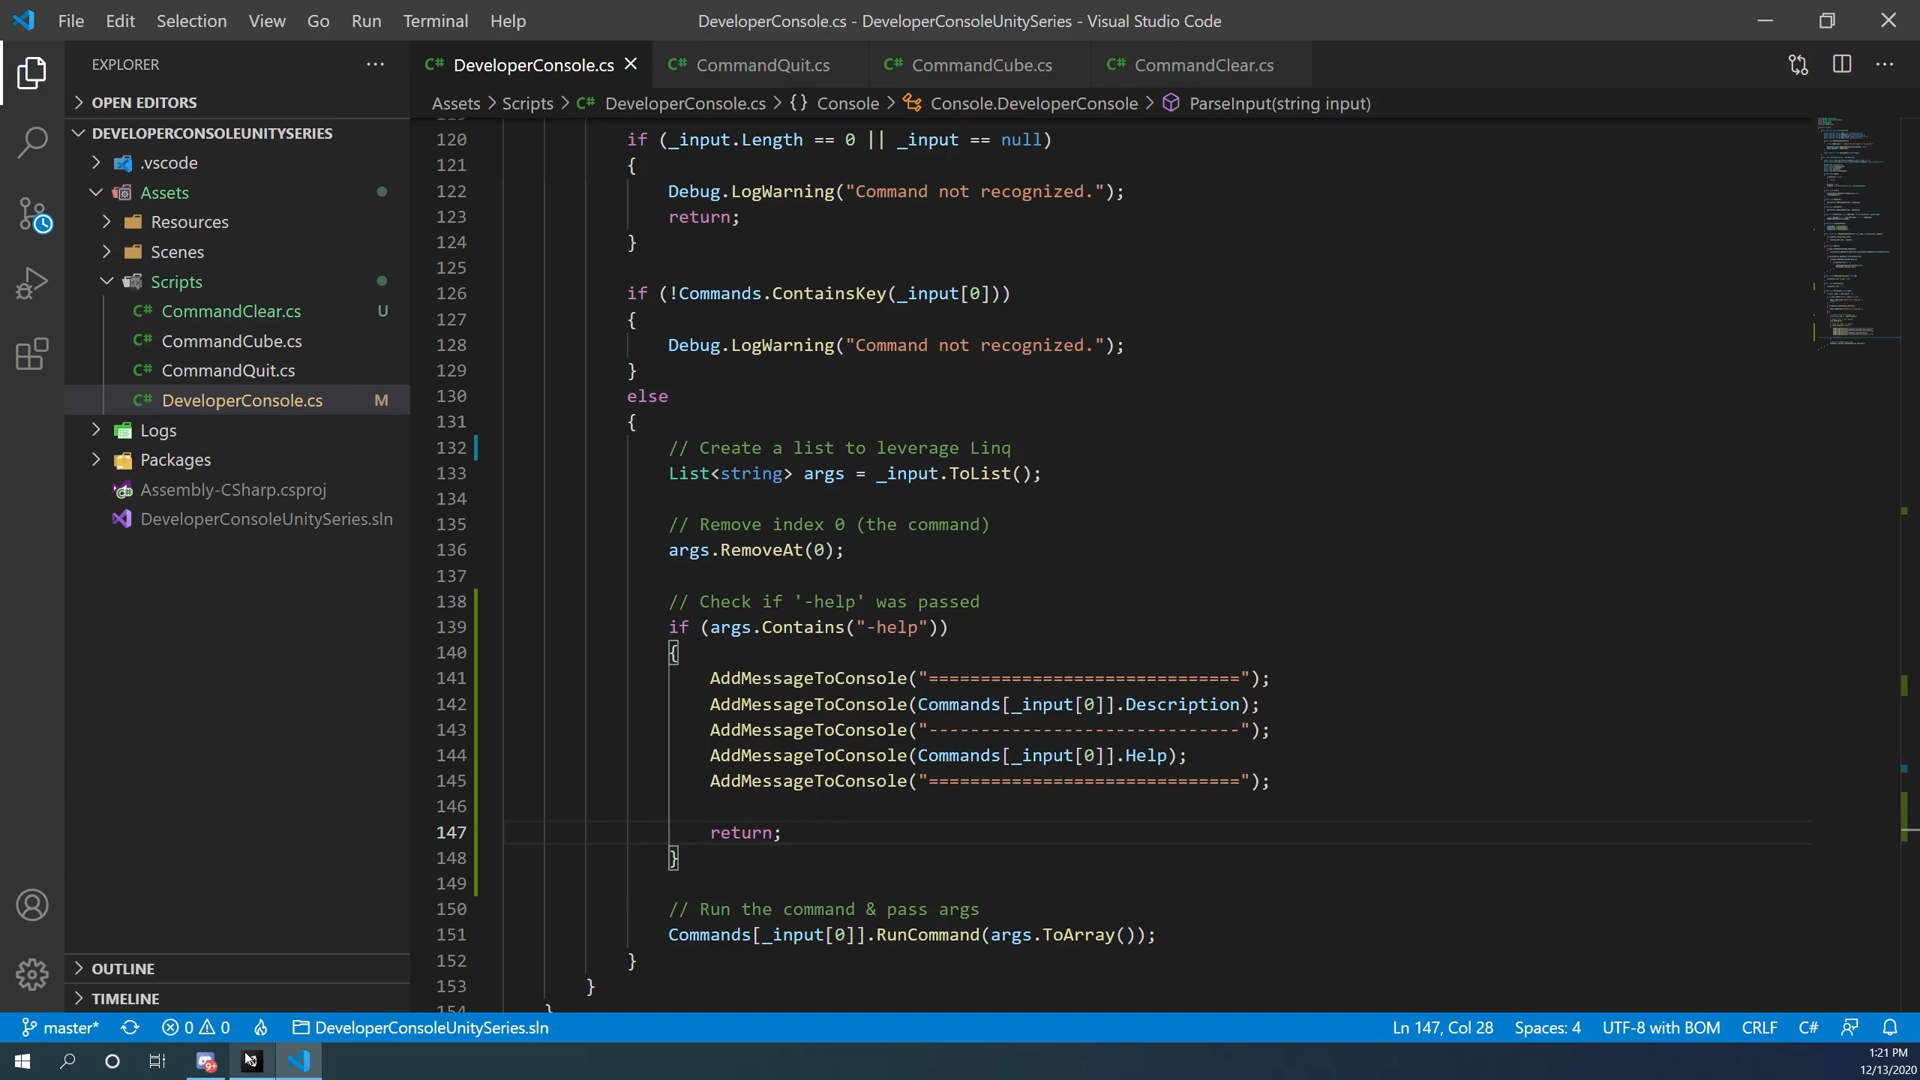 File Edit Selection View Go Run Terminal Help
DeveloperConsole.cs - DeveloperConsoleUnitySeries - Visual Studio Code
EXPLORER
OPEN EDITORS
DEVELOPERCONSOLEUNITYSERIES
.vscode
Assets
Resources
Scenes
Scripts
CommandClear.cs U
CommandCube.cs
CommandQuit.cs
DeveloperConsole.cs M
Logs
Packages
Assembly-CSharp.csproj
DeveloperConsoleUnitySeries.sln
OUTLINE
TIMELINE
C# DeveloperConsole.cs C# CommandQuit.cs C# CommandCube.cs C# CommandClear.cs
Assets > Scripts > C# DeveloperConsole.cs > {} Console > Console.DeveloperConsole > ParseInput(string input)
120 if (_input.Length == 0 || _input == null)
121 {
122 Debug.LogWarning("Command not recognized.");
123 return;
124 }
125
126 if (!Commands.ContainsKey(_input[0]))
127 {
128 Debug.LogWarning("Command not recognized.");
129 }
130 else
131 {
132 // Create a list to leverage Linq
133 List<string> args = _input.ToList();
134
135 // Remove index 0 (the command)
136 args.RemoveAt(0);
137
138 // Check if '-help' was passed
139 if (args.Contains("-help"))
140 {
141 AddMessageToConsole("==============================");
142 AddMessageToConsole(Commands[_input[0]].Description);
143 AddMessageToConsole("------------------------------");
144 AddMessageToConsole(Commands[_input[0]].Help);
145 AddMessageToConsole("==============================");
146
147 return;
148 }
149
150 // Run the command & pass args
151 Commands[_input[0]].RunCommand(args.ToArray());
152 }
153 }
154 }
master* 0 0 DeveloperConsoleUnitySeries.sln Ln 147, Col 28 Spaces: 4 UTF-8 with BOM CRLF C#
1:21 PM
12/13/2020